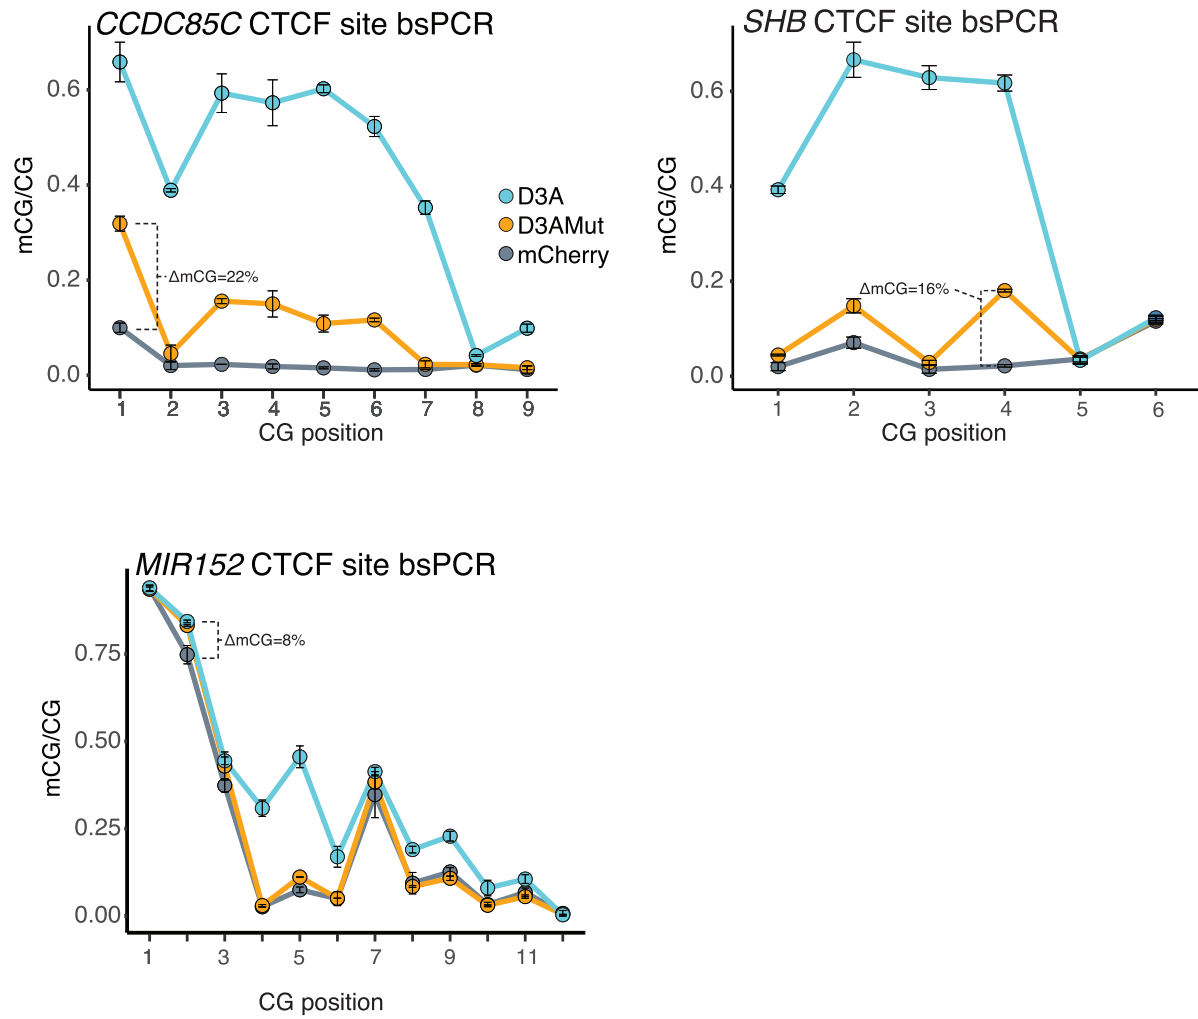 CCDC85C CTCF site bsPCR
mCG/CG
0.6
0.4
0.2
0.0
ΔmCG=22%
D3A
D3AMut
mCherry
1 2 3 4 5 6 7 8 9
CG position
SHB CTCF site bsPCR
mCG/CG
0.6
0.4
0.2
0.0
ΔmCG=16%
1 2 3 4 5 6
CG position
MIR152 CTCF site bsPCR
mCG/CG
0.75
0.50
0.25
0.00
ΔmCG=8%
1 3 5 7 9 11
CG position